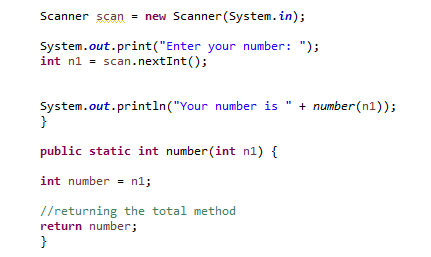 Scanner scan = new Scanner(System.in);
System.out.print("Enter your number: ");
int n1 = scan.nextInt();
System.out.println("Your number is " + number(n1));
}
public static int number(int n1) {
int number = n1;
//returning the total method
return number;
}